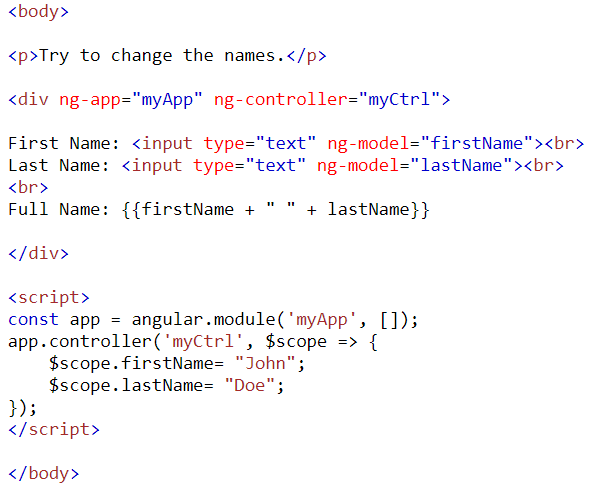 <body>
<p>Try to change the names.</p>
<div ng-app="myApp" ng-controller="myCtrl">
First Name: <input type="text" ng-model="firstName"><br>
Last Name: <input type="text" ng-model="lastName"><br>
<br>
Full Name: {{firstName + " " + lastName}}
</div>
<script>
const app = angular.module('myApp', []);
app.controller('myCtrl', $scope => {
    $scope.firstName= "John";
    $scope.lastName= "Doe";
});
</script>
</body>